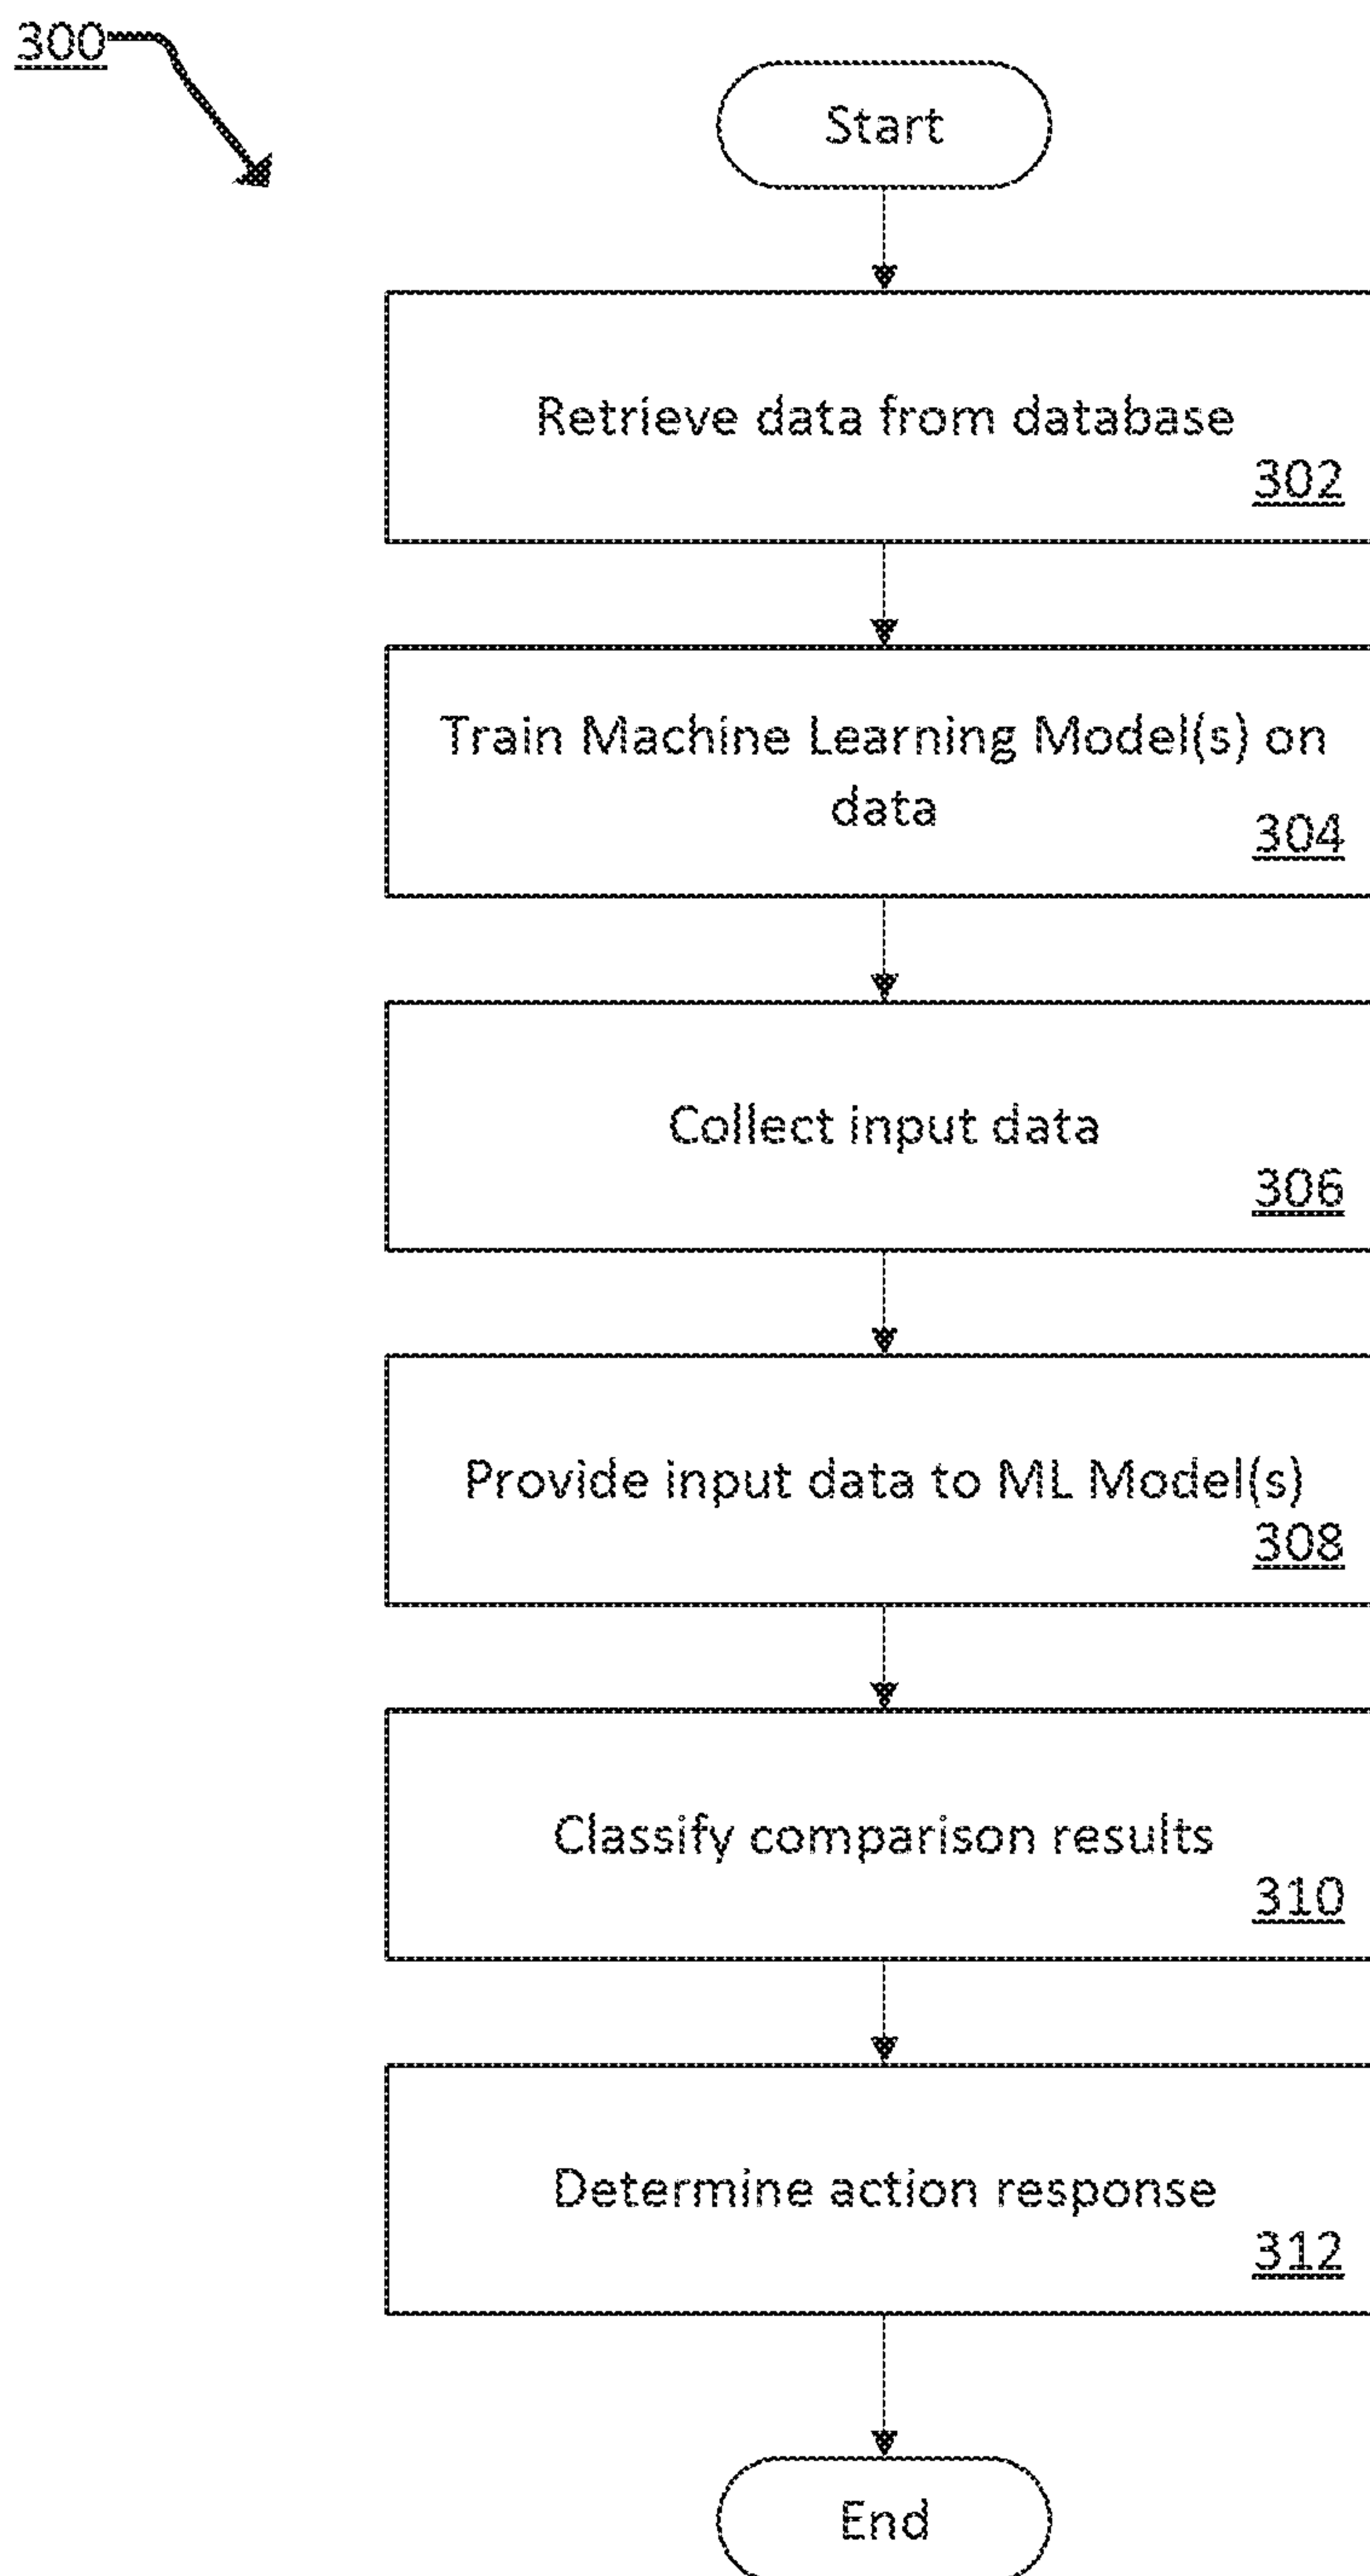 300
Start
Retrieve data from database
302
Train Machine Learning Model(s) on
data
304
Collect input data
306
Provide input data to ML Model(s)
308
Classify comparison results
310
Determine action response
312
End